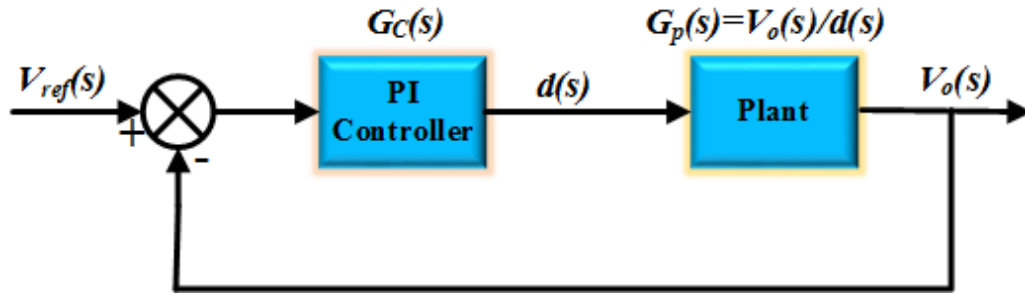 G_C(s)
G_p(s)=V_o(s)/d(s)
V_ref(s)
+
-
PI
Controller
d(s)
Plant
V_o(s)